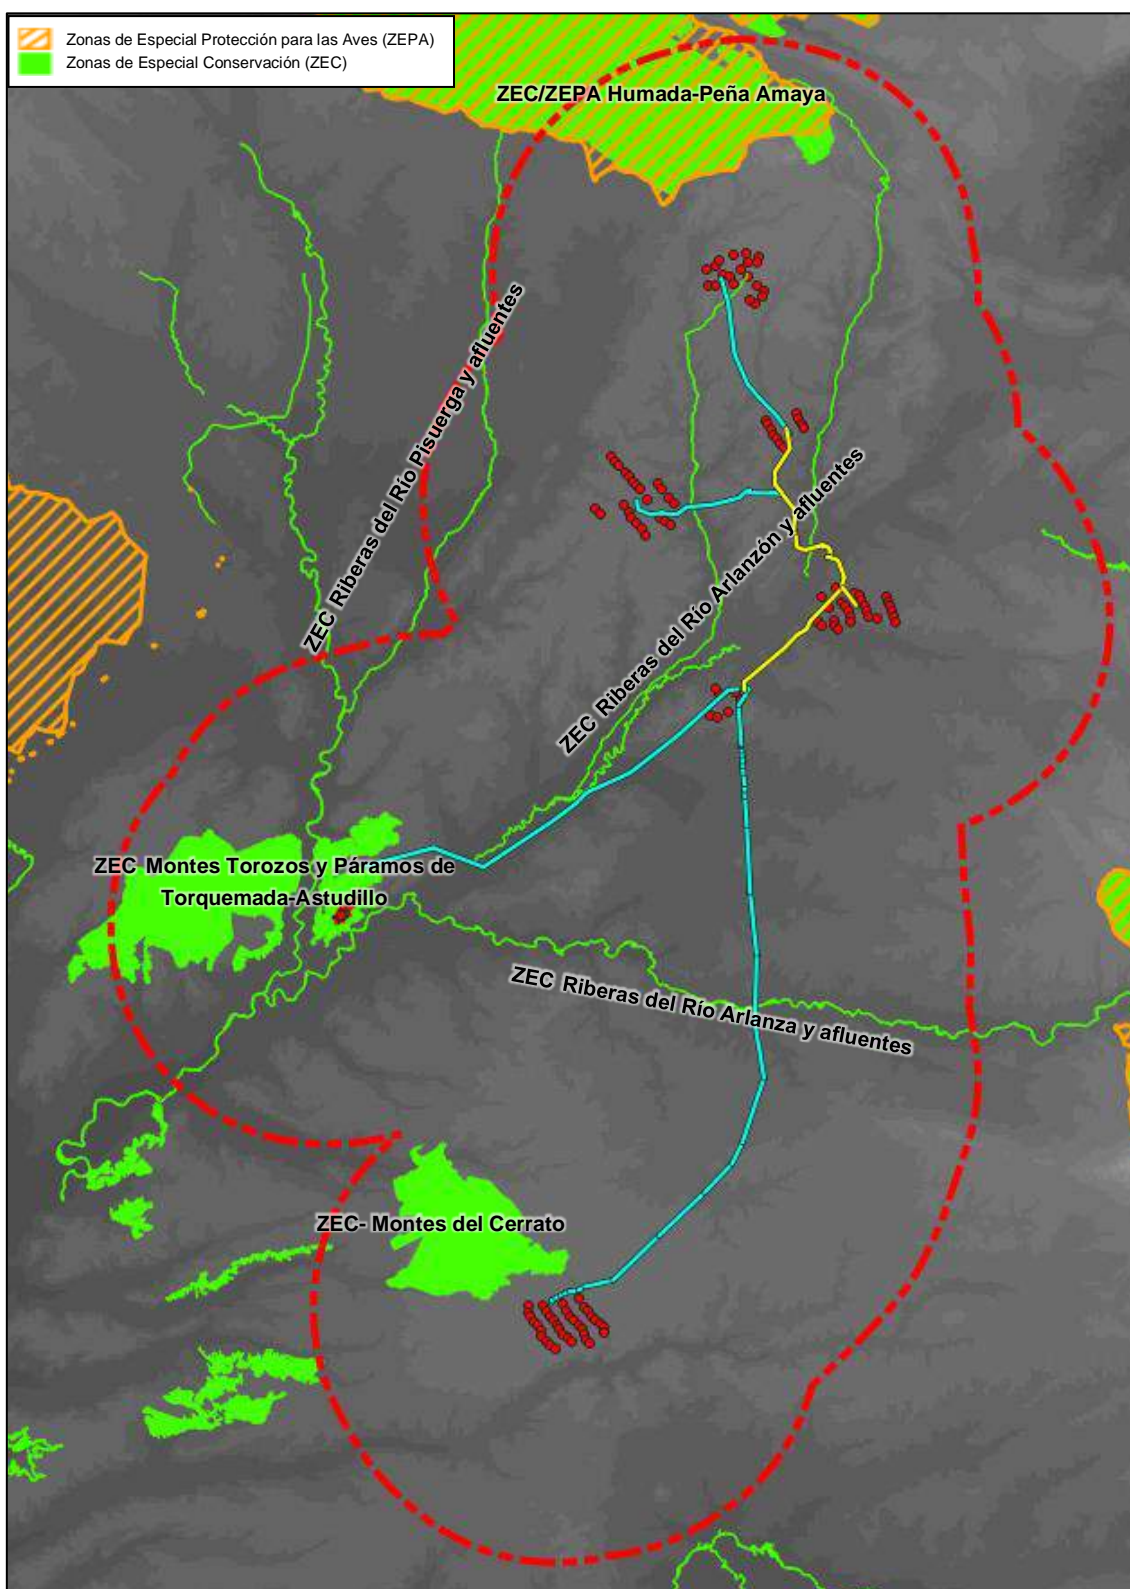 Zonas de Especial Protección para las Aves (ZEPA)
Zonas de Especial Conservación (ZEC)
ZEC/ZEPA Humada-Peña Amaya
ZEC Riberas del Río Pisuerga y afluentes
ZEC Riberas del Río Arlanzón y afluentes
ZEC Montes Torozos y Páramos de
Torquemada-Astudillo
ZEC Riberas del Río Arlanza y afluentes
ZEC- Montes del Cerrato